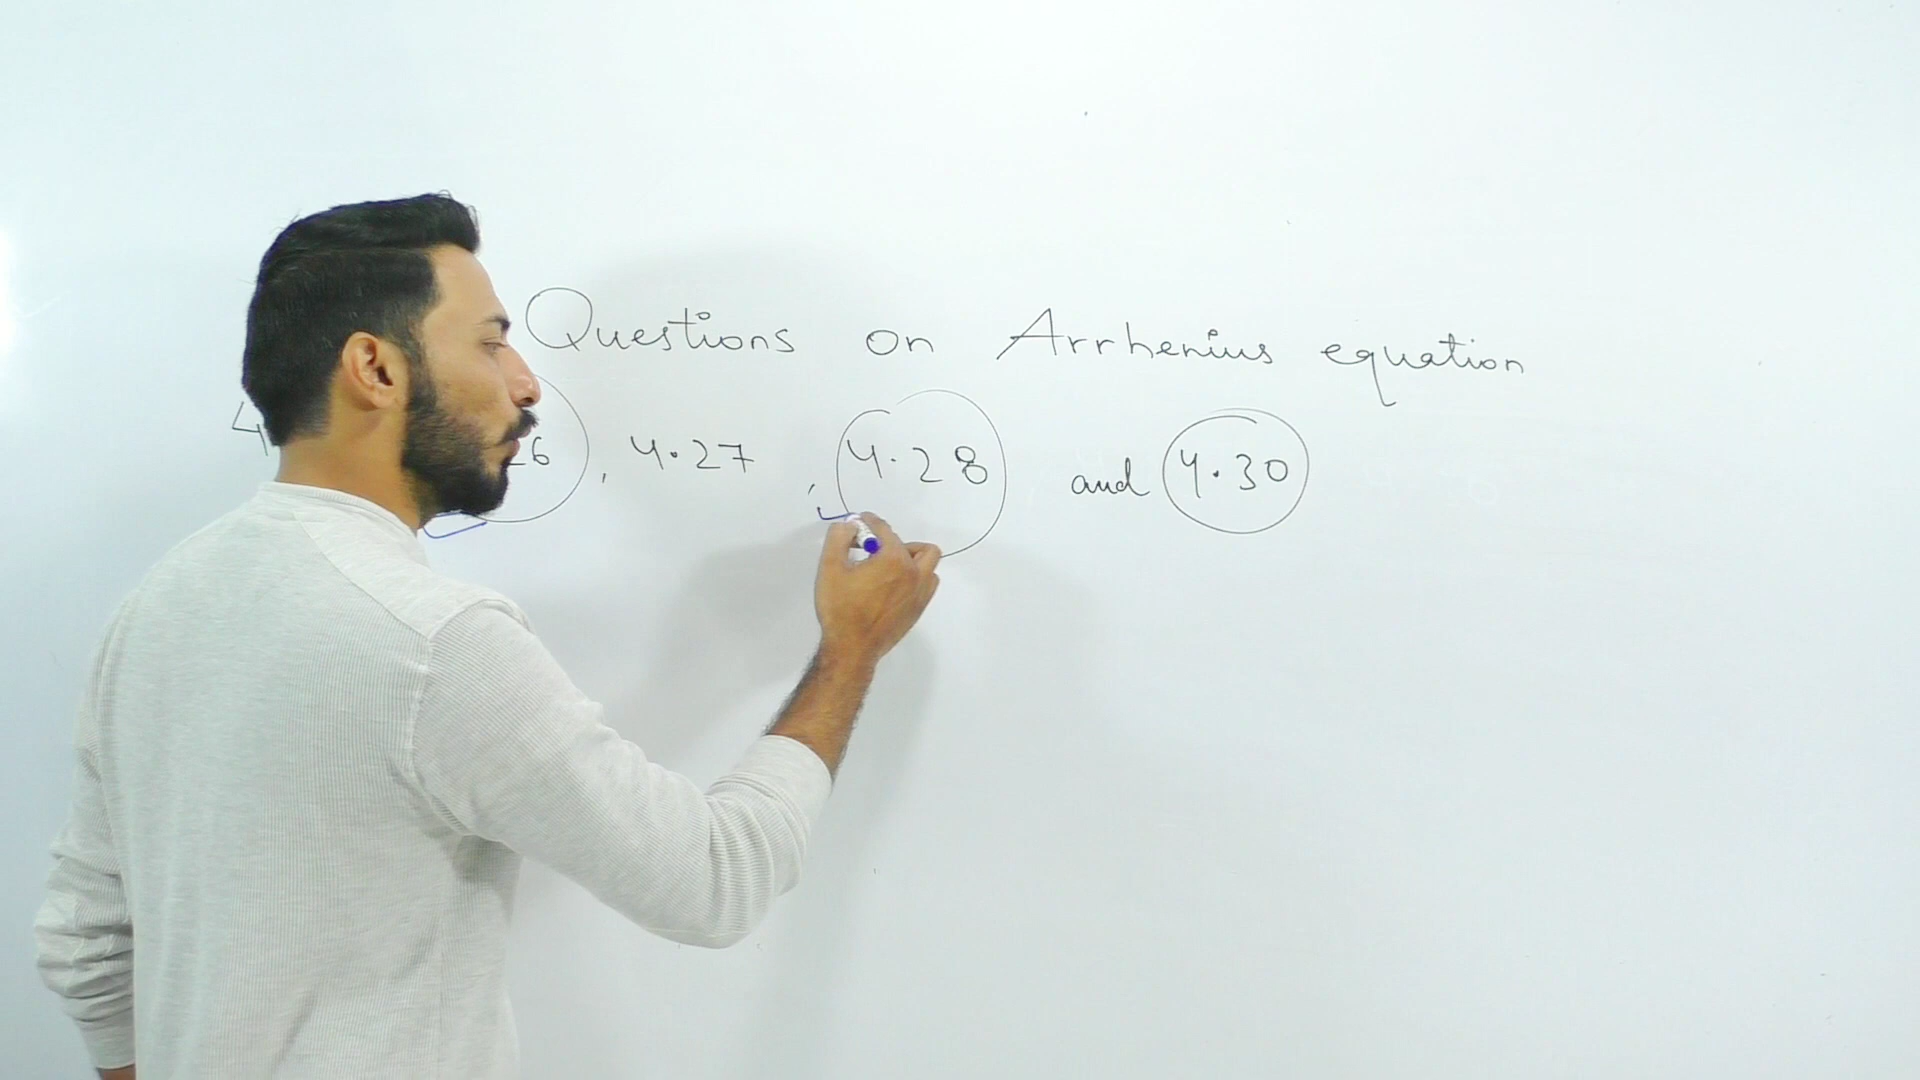 Questions on Arrhenius equation
4 26 , 4.27 , 4.28 and 4.30